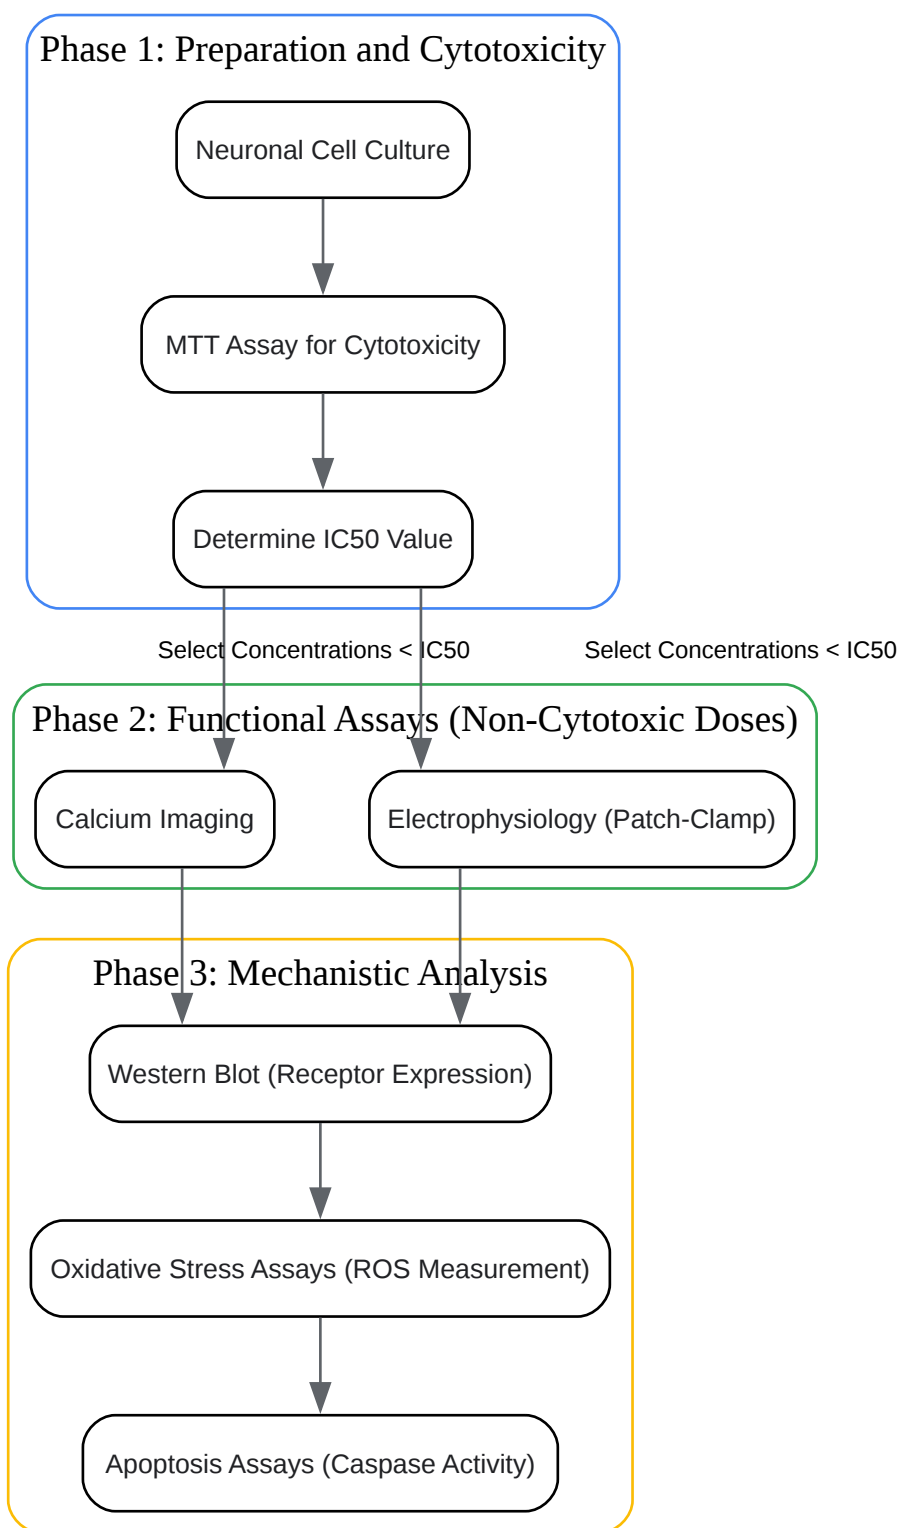 Phase 1: Preparation and Cytotoxicity
Neuronal Cell Culture
MTT Assay for Cytotoxicity
Determine IC50 Value
Select Concentrations < IC50
Select Concentrations < IC50
Phase 2: Functional Assays (Non-Cytotoxic Doses)
Calcium Imaging
Electrophysiology (Patch-Clamp)
Phase 3: Mechanistic Analysis
Western Blot (Receptor Expression)
Oxidative Stress Assays (ROS Measurement)
Apoptosis Assays (Caspase Activity)